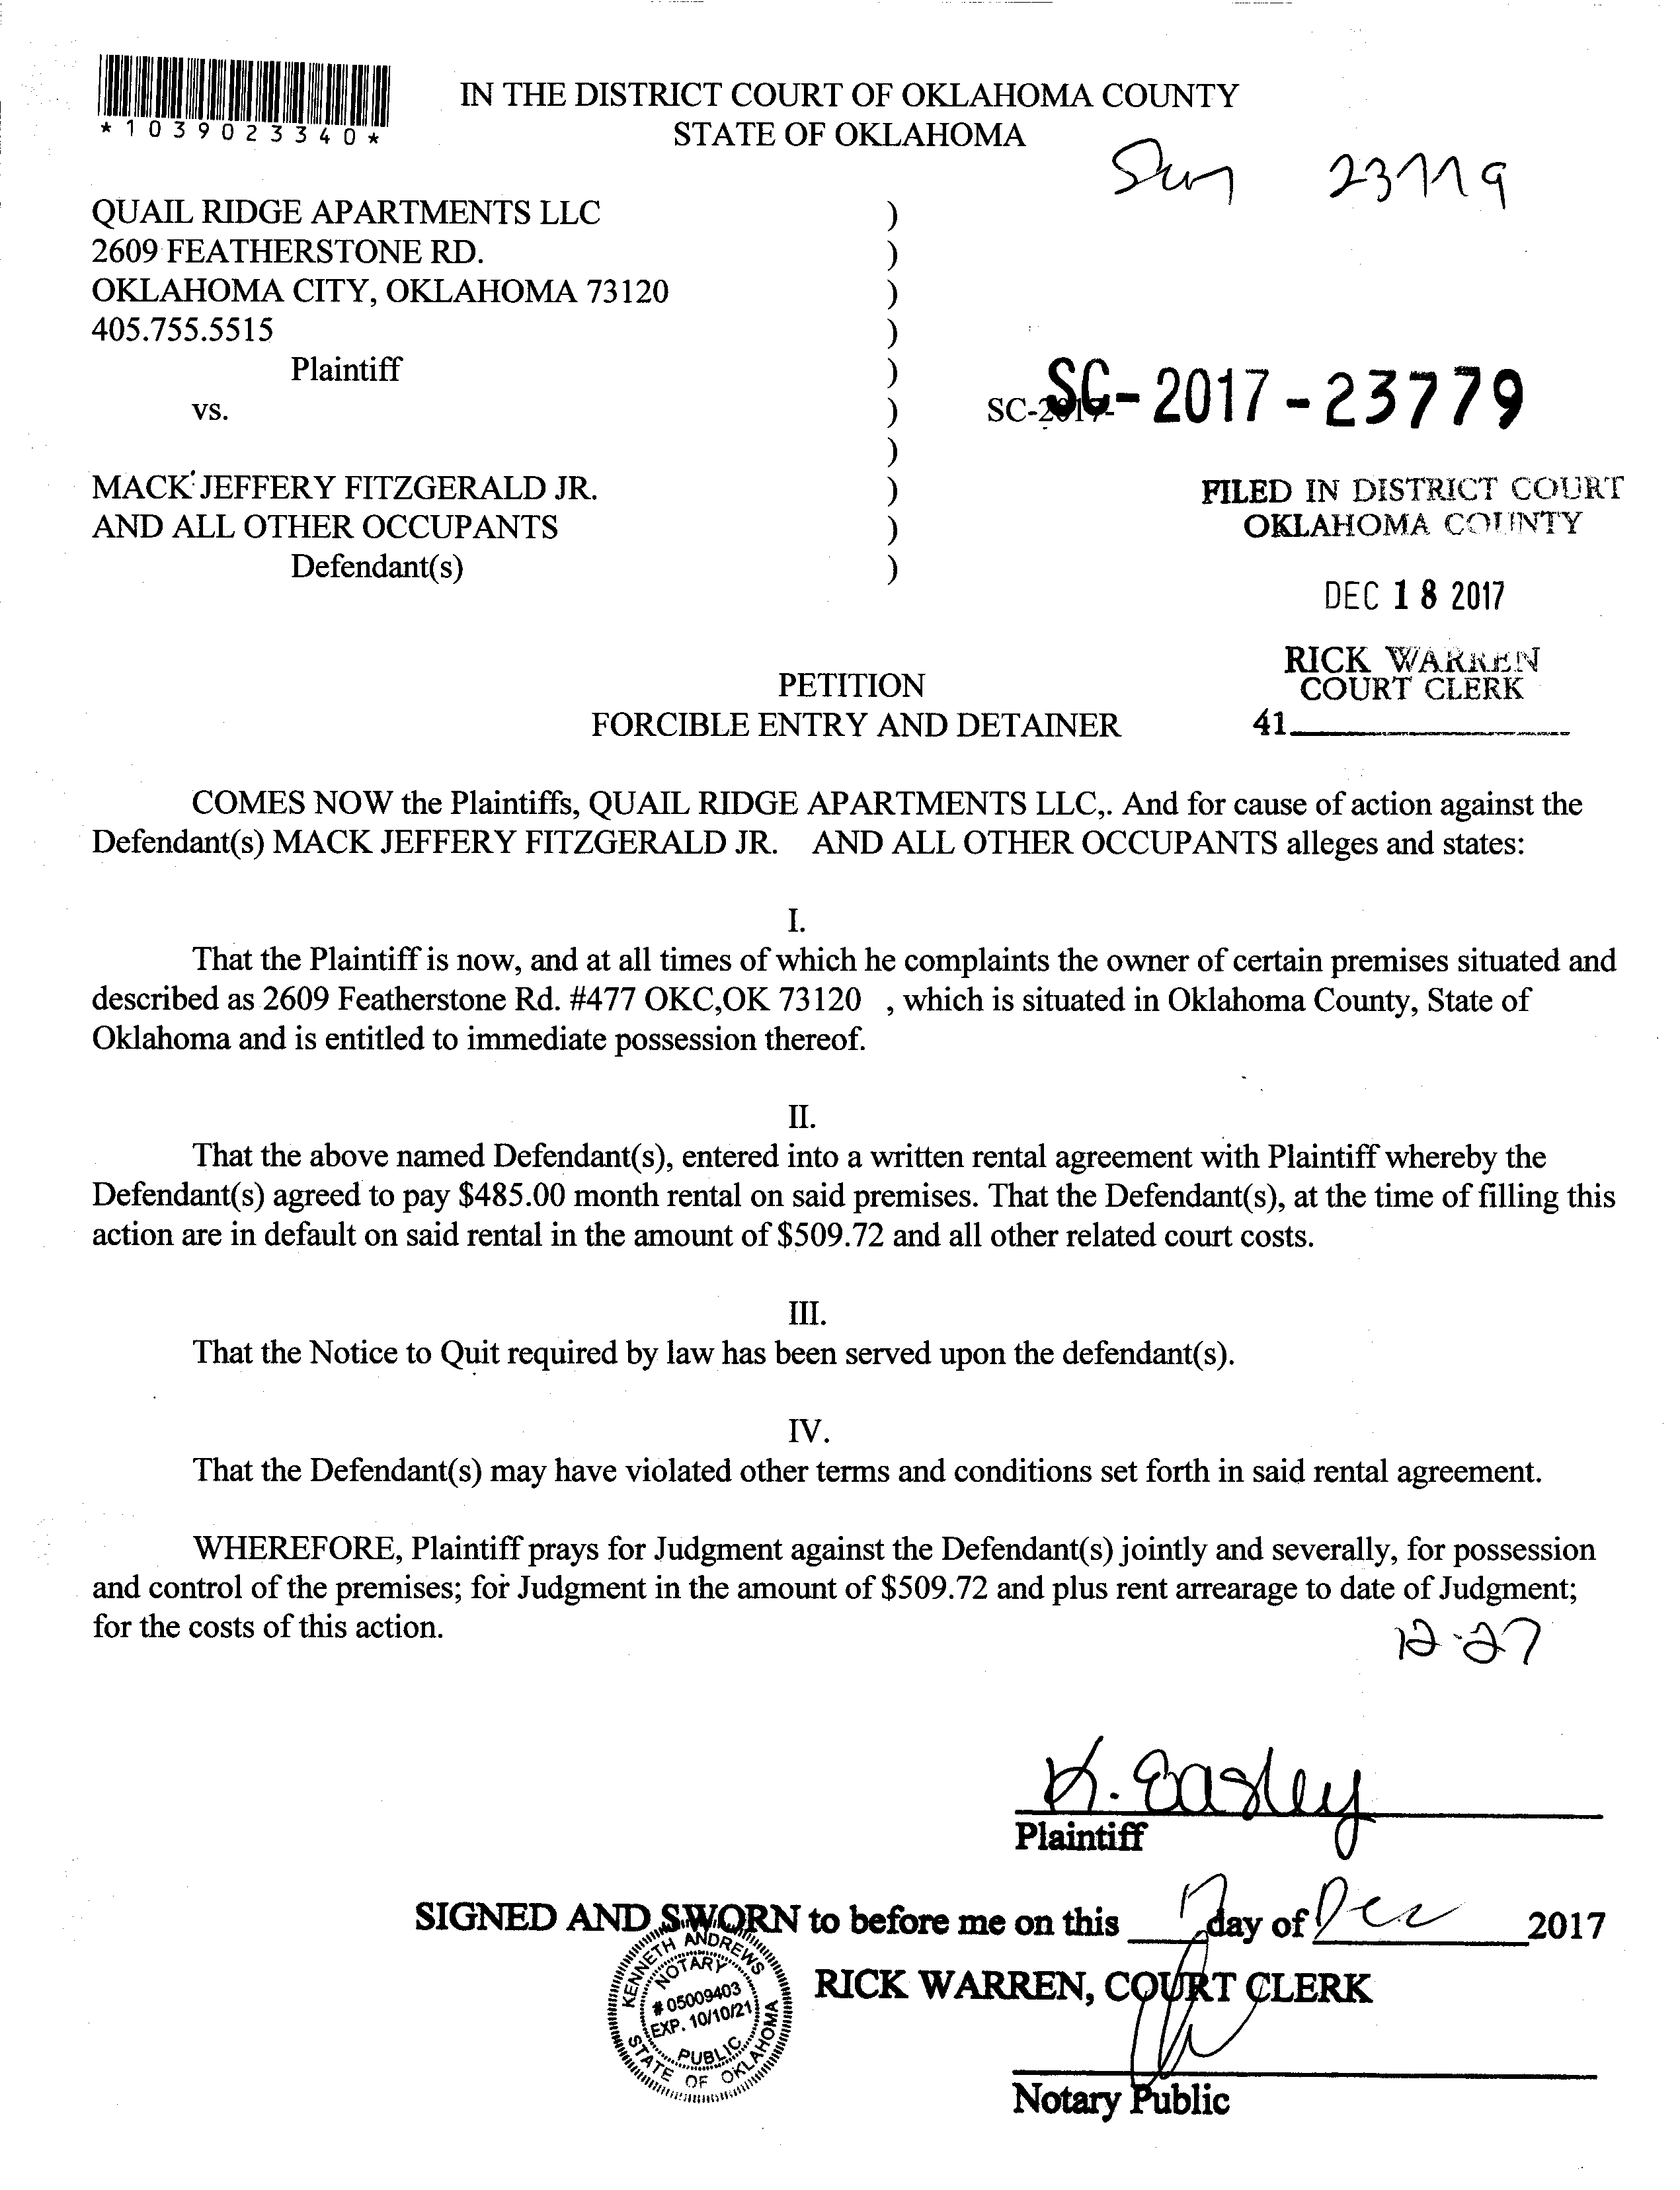 *1039023340*
IN THE DISTRICT COURT OF OKLAHOMA COUNTY
STATE OF OKLAHOMA
QUAIL RIDGE APARTMENTS LLC )
2609 FEATHERSTONE RD. )
OKLAHOMA CITY, OKLAHOMA 73120 )
405.755.5515 )
Plaintiff )
vs. ) SC-2017- SC-2017-23779
)
MACK JEFFERY FITZGERALD JR. )
AND ALL OTHER OCCUPANTS )
Defendant(s) )
FILED IN DISTRICT COURT
OKLAHOMA COUNTY
DEC 18 2017
RICK WARREN
COURT CLERK
41
PETITION
FORCIBLE ENTRY AND DETAINER
COMES NOW the Plaintiffs, QUAIL RIDGE APARTMENTS LLC,. And for cause of action against the
Defendant(s) MACK JEFFERY FITZGERALD JR. AND ALL OTHER OCCUPANTS alleges and states:
I.
That the Plaintiff is now, and at all times of which he complaints the owner of certain premises situated and
described as 2609 Featherstone Rd. #477 OKC,OK 73120 , which is situated in Oklahoma County, State of
Oklahoma and is entitled to immediate possession thereof.
II.
That the above named Defendant(s), entered into a written rental agreement with Plaintiff whereby the
Defendant(s) agreed to pay $485.00 month rental on said premises. That the Defendant(s), at the time of filling this
action are in default on said rental in the amount of $509.72 and all other related court costs.
III.
That the Notice to Quit required by law has been served upon the defendant(s).
IV.
That the Defendant(s) may have violated other terms and conditions set forth in said rental agreement.
WHEREFORE, Plaintiff prays for Judgment against the Defendant(s) jointly and severally, for possession
and control of the premises; for Judgment in the amount of $509.72 and plus rent arrearage to date of Judgment;
for the costs of this action.
12-27
K. Easley
Plaintiff
SIGNED AND SWORN to before me on this day of Dec 2017
RICK WARREN, COURT CLERK
Notary Public
KENNETH ANDREWS
NOTARY
# 05009403
EXP. 10/10/21
PUBLIC
STATE OF OKLAHOMA